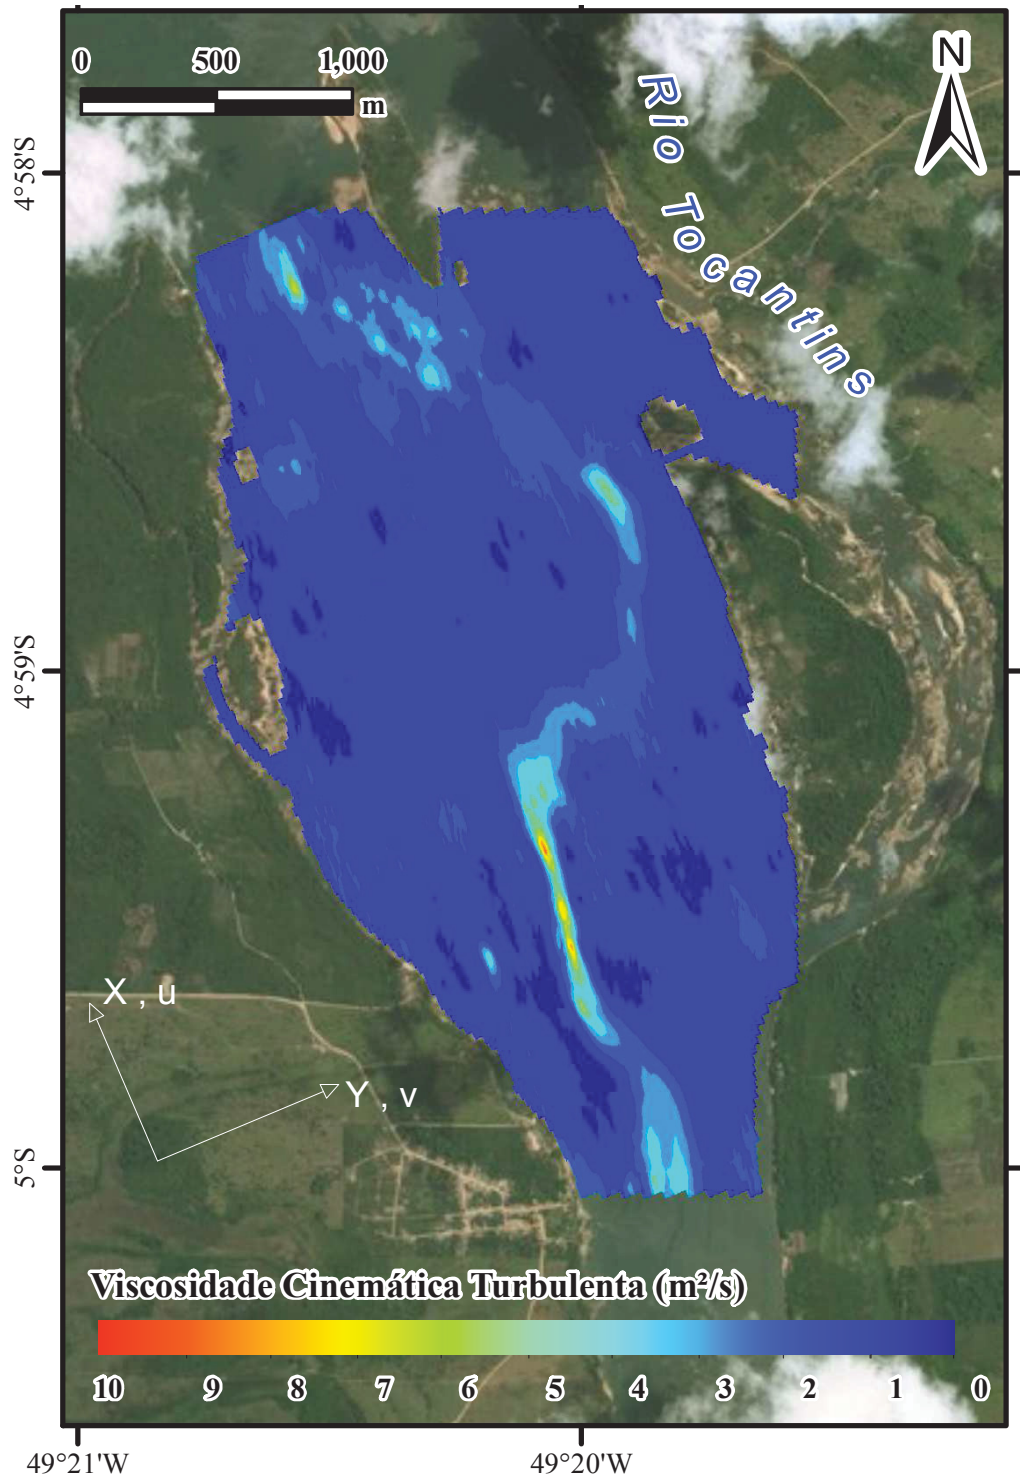 0 500 1,000
m
N
Rio Tocantins
4°58'S
4°59'S
5°S
X , u
Y , v
Viscosidade Cinemática Turbulenta (m²/s)
10 9 8 7 6 5 4 3 2 1 0
49°21'W 49°20'W